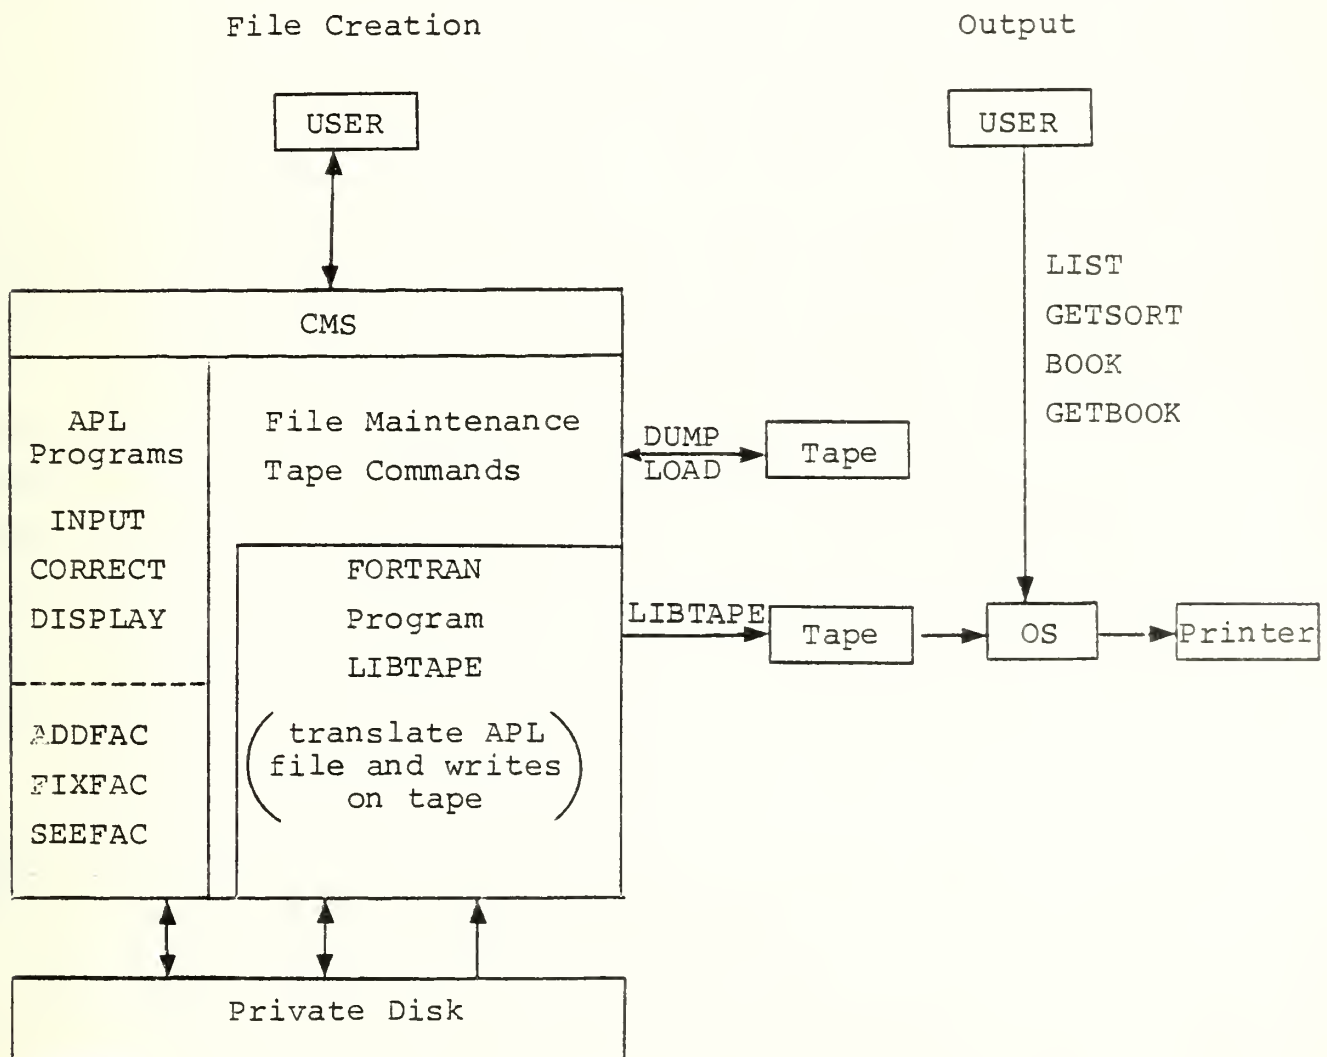 File Creation
Output
USER
USER
LIST
GETSORT
BOOK
GETBOOK
CMS
APL
Programs
INPUT
CORRECT
DISPLAY
ADDFAC
FIXFAC
SEEFAC
File Maintenance
Tape Commands
DUMP
LOAD
Tape
FORTRAN
Program
LIBTAPE
(translate APL
file and writes
on tape)
LIBTAPE
Tape
OS
Printer
Private Disk